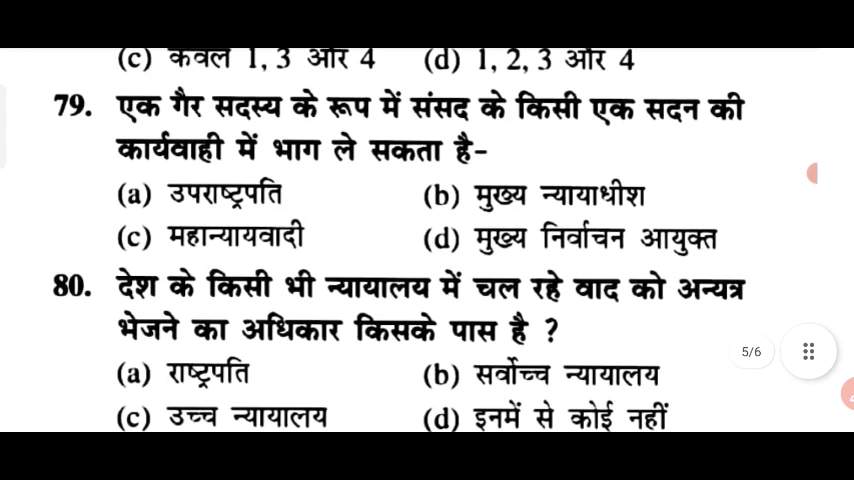 (c) केवल 1, 3 और 4 (d) 1, 2, 3 और 4
79. एक गैर सदस्य के रूप में संसद के किसी एक सदन की
कार्यवाही में भाग ले सकता है-
(a) उपराष्ट्रपति (b) मुख्य न्यायाधीश
(c) महान्यायवादी (d) मुख्य निर्वाचन आयुक्त
80. देश के किसी भी न्यायालय में चल रहे वाद को अन्यत्र
भेजने का अधिकार किसके पास है ?
(a) राष्ट्रपति (b) सर्वोच्च न्यायालय
5/6
(c) उच्च न्यायालय (d) इनमें से कोई नहीं